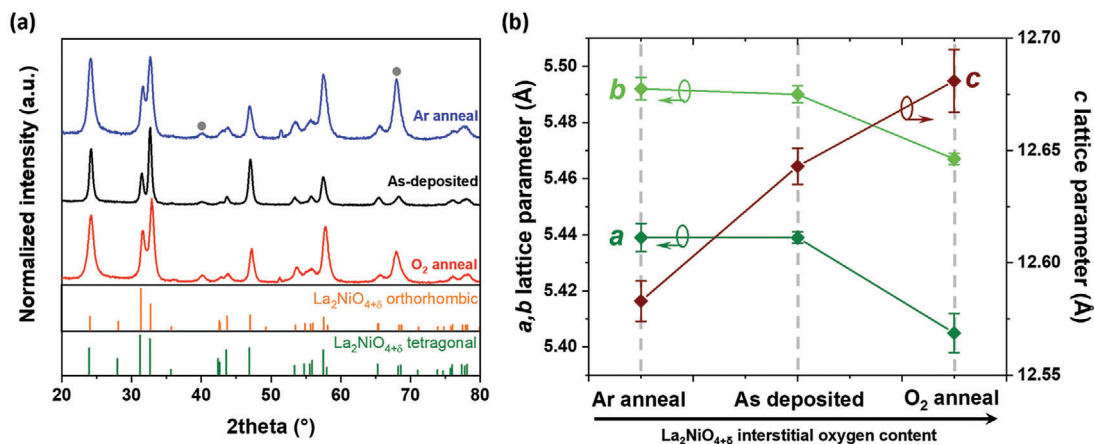 (a)
Normalized intensity (a.u.)
Ar anneal
As-deposited
O₂ anneal
La₂NiO₄₊δ orthorhombic
La₂NiO₄₊δ tetragonal
20 30 40 50 60 70 80
2theta (°)
(b)
a,b lattice parameter (Å)
5.50
5.48
5.46
5.44
5.42
5.40
b
a
c
12.70
12.65
12.60
12.55
c lattice parameter (Å)
Ar anneal As deposited O₂ anneal
La₂NiO₄₊δ interstitial oxygen content